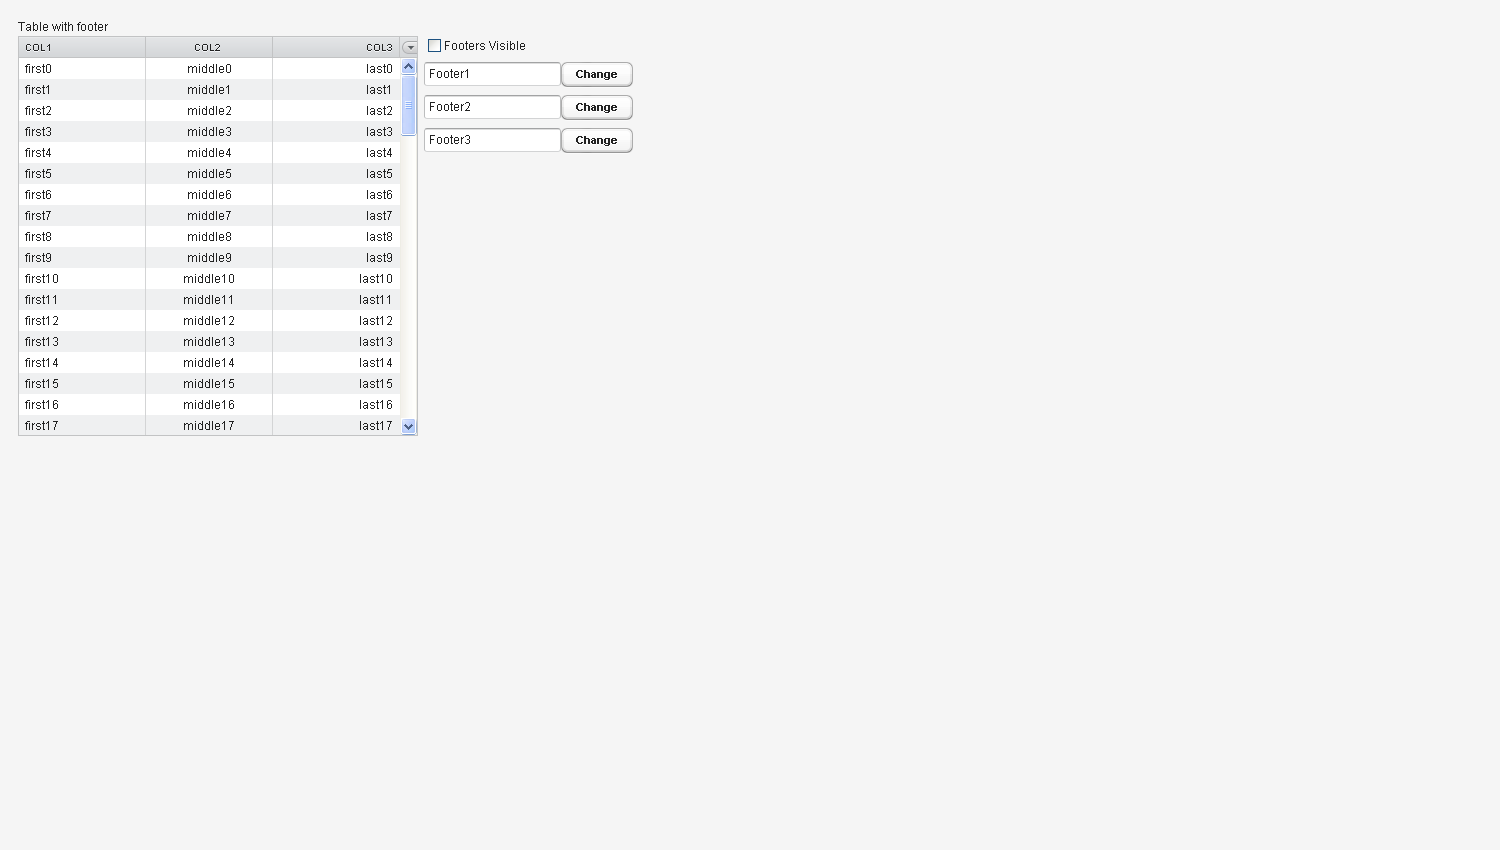 Table with footer
COL1 COL2 COL3
Footers Visible
first0 middle0 last0
Footer1 Change
first1 middle1 last1
first2 middle2 last2
Footer2 Change
first3 middle3 last3
Footer3 Change
first4 middle4 last4
first5 middle5 last5
first6 middle6 last6
first7 middle7 last7
first8 middle8 last8
first9 middle9 last9
first10 middle10 last10
first11 middle11 last11
first12 middle12 last12
first13 middle13 last13
first14 middle14 last14
first15 middle15 last15
first16 middle16 last16
first17 middle17 last17